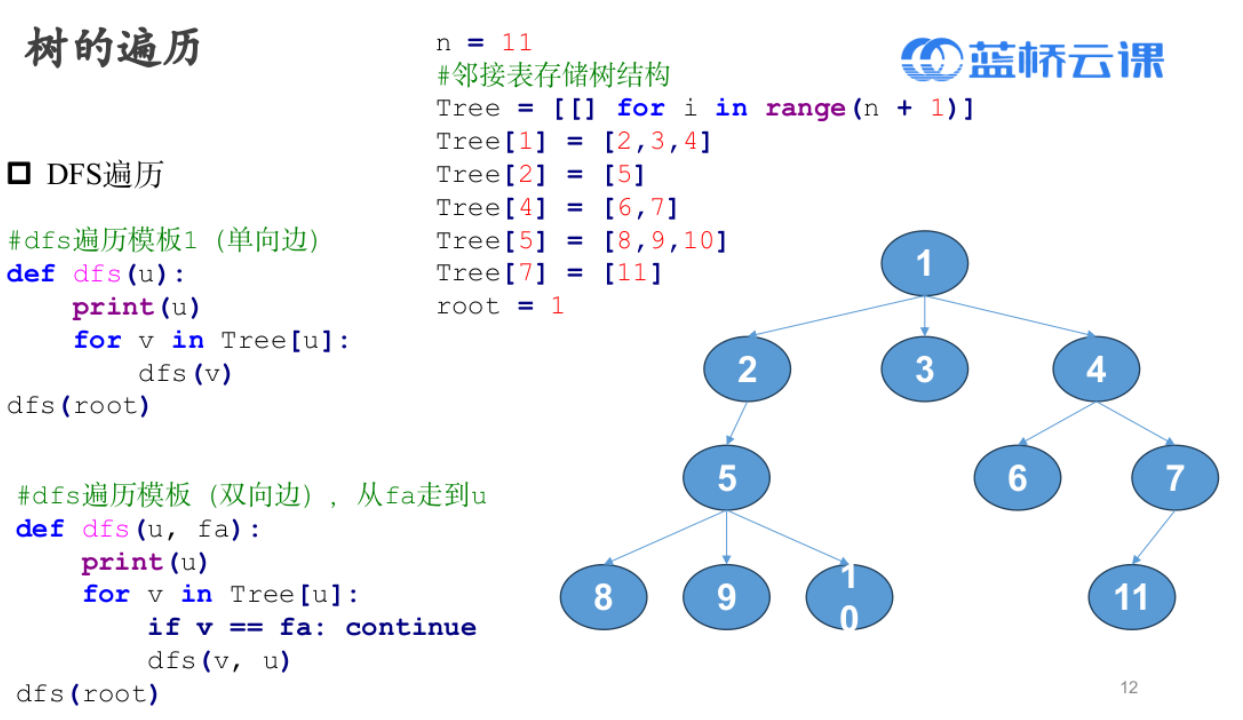 树的遍历
蓝桥云课
n = 11
#邻接表存储树结构
Tree = [[] for i in range(n + 1)]
Tree[1] = [2,3,4]
Tree[2] = [5]
Tree[4] = [6,7]
Tree[5] = [8,9,10]
Tree[7] = [11]
root = 1
DFS遍历
#dfs遍历模板1（单向边）
def dfs(u):
    print(u)
    for v in Tree[u]:
        dfs(v)
dfs(root)
#dfs遍历模板（双向边）, 从fa走到u
def dfs(u, fa):
    print(u)
    for v in Tree[u]:
        if v == fa: continue
        dfs(v, u)
dfs(root)
1
2
3
4
5
6
7
8
9
1
0
11
12